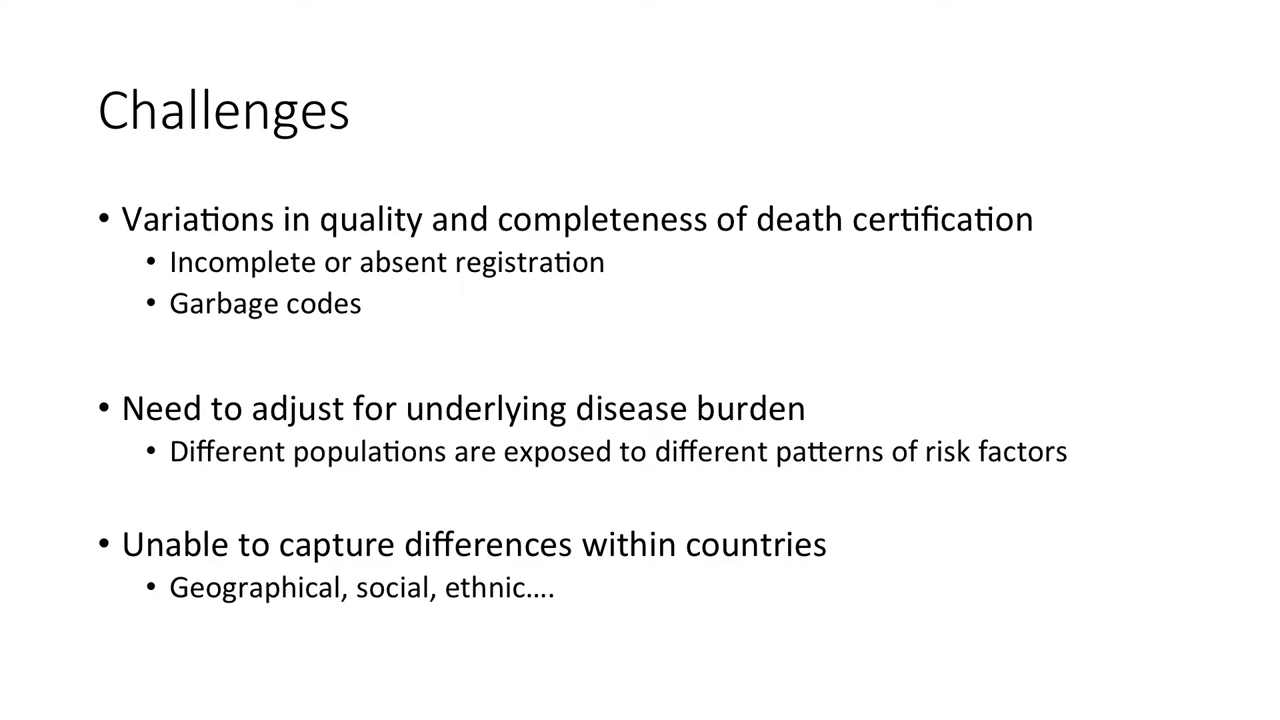 Challenges
• Variations in quality and completeness of death certification
• Incomplete or absent registration
• Garbage codes
• Need to adjust for underlying disease burden
• Different populations are exposed to different patterns of risk factors
• Unable to capture differences within countries
• Geographical, social, ethnic....